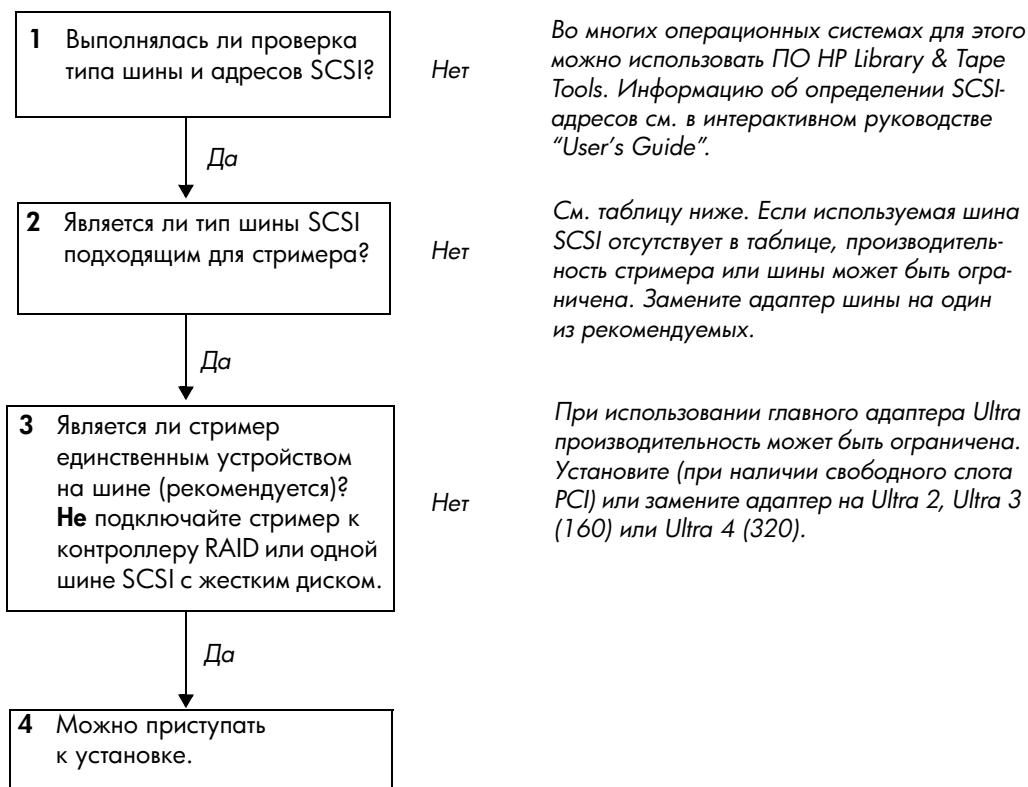 1 Выполнялась ли проверка
типа шины и адресов SCSI?
Нет
Во многих операционных системах для этого
можно использовать ПО HP Library & Tape
Tools. Информацию об определении SCSI-
адресов см. в интерактивном руководстве
“User’s Guide”.
Да
2 Является ли тип шины SCSI
подходящим для стримера?
Нет
См. таблицу ниже. Если используемая шина
SCSI отсутствует в таблице, производитель-
ность стримера или шины может быть огра-
ничена. Замените адаптер шины на один
из рекомендуемых.
Да
3 Является ли стример
единственным устройством
на шине (рекомендуется)?
Не подключайте стример к
контроллеру RAID или одной
шине SCSI с жестким диском.
Нет
При использовании главного адаптера Ultra
производительность может быть ограничена.
Установите (при наличии свободного слота
PCI) или замените адаптер на Ultra 2, Ultra 3
(160) или Ultra 4 (320).
Да
4 Можно приступать
к установке.